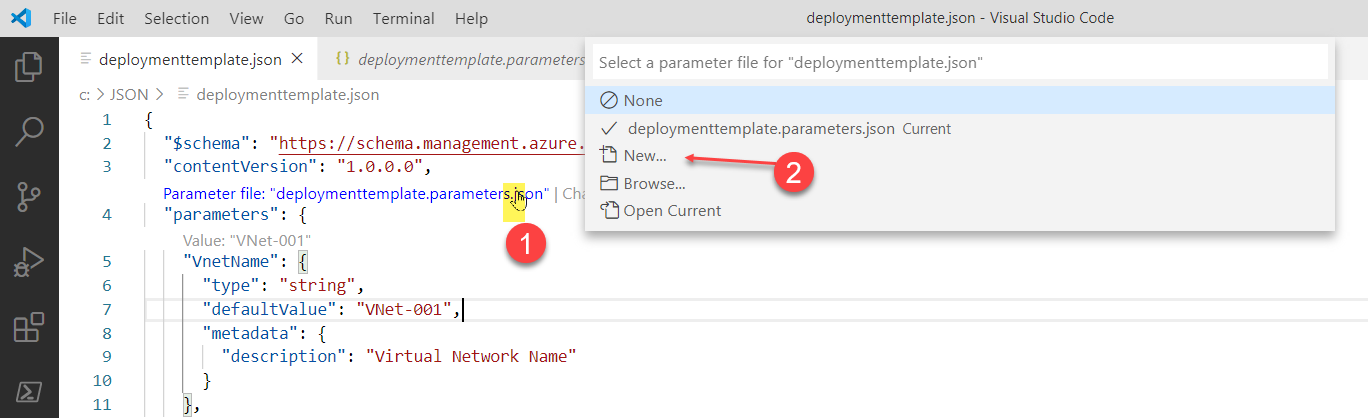 File Edit Selection View Go Run Terminal Help deploymenttemplate.json - Visual Studio Code
deploymenttemplate.json {} deploymenttemplate.parameters
Select a parameter file for "deploymenttemplate.json"
None
deploymenttemplate.parameters.json Current
New...
Browse...
Open Current
2
c: > JSON > deploymenttemplate.json
1 {
2 "$schema": "https://schema.management.azure.
3 "contentVersion": "1.0.0.0",
Parameter file: "deploymenttemplate.parameters.json" | Cha
1
4 "parameters": {
Value: "VNet-001"
5 "VnetName": {
6 "type": "string",
7 "defaultValue": "VNet-001",
8 "metadata": {
9 "description": "Virtual Network Name"
10 }
11 },